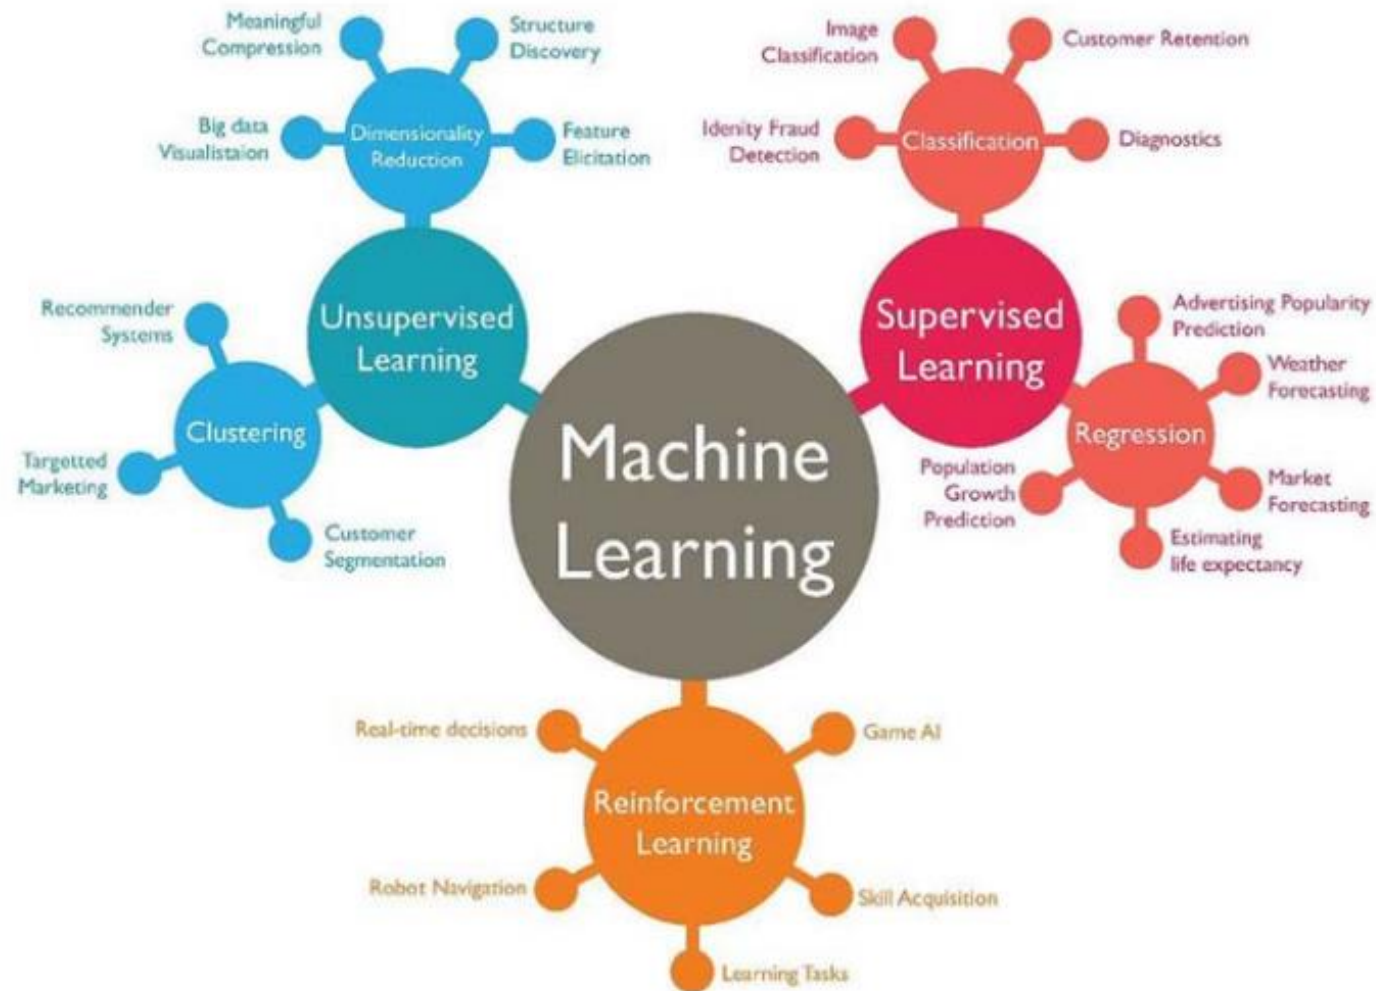 Meaningful
Compression
Structure
Discovery
Big data
Visualistaion
Dimensionality
Reduction
Feature
Elicitation
Image
Classification
Customer Retention
Idenity Fraud
Detection
Classification
Diagnostics
Unsupervised
Learning
Recommender
Systems
Clustering
Targetted
Marketing
Customer
Segmentation
Machine
Learning
Supervised
Learning
Advertising Popularity
Prediction
Weather
Forecasting
Regression
Population
Growth
Prediction
Market
Forecasting
Estimating
life expectancy
Real-time decisions
Game AI
Reinforcement
Learning
Robot Navigation
Skill Acquisition
Learning Tasks